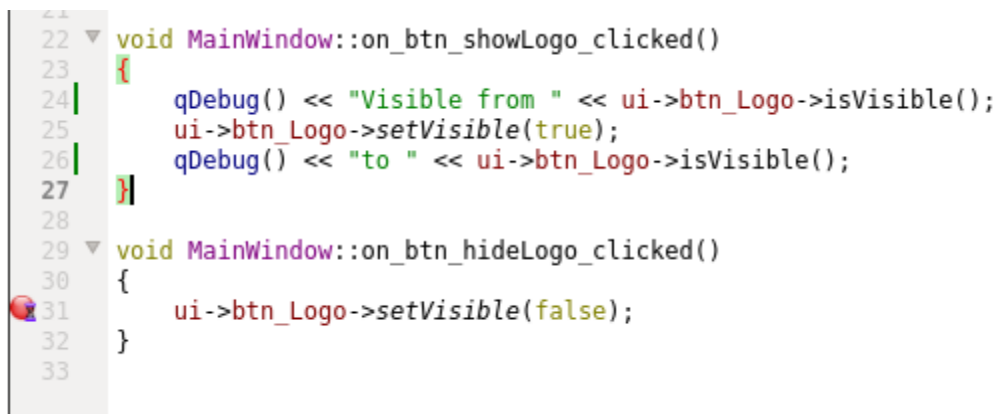 21
22 void MainWindow::on_btn_showLogo_clicked()
23 {
24     qDebug() << "Visible from " << ui->btn_Logo->isVisible();
25     ui->btn_Logo->setVisible(true);
26     qDebug() << "to " << ui->btn_Logo->isVisible();
27 }
28
29 void MainWindow::on_btn_hideLogo_clicked()
30 {
31     ui->btn_Logo->setVisible(false);
32 }
33